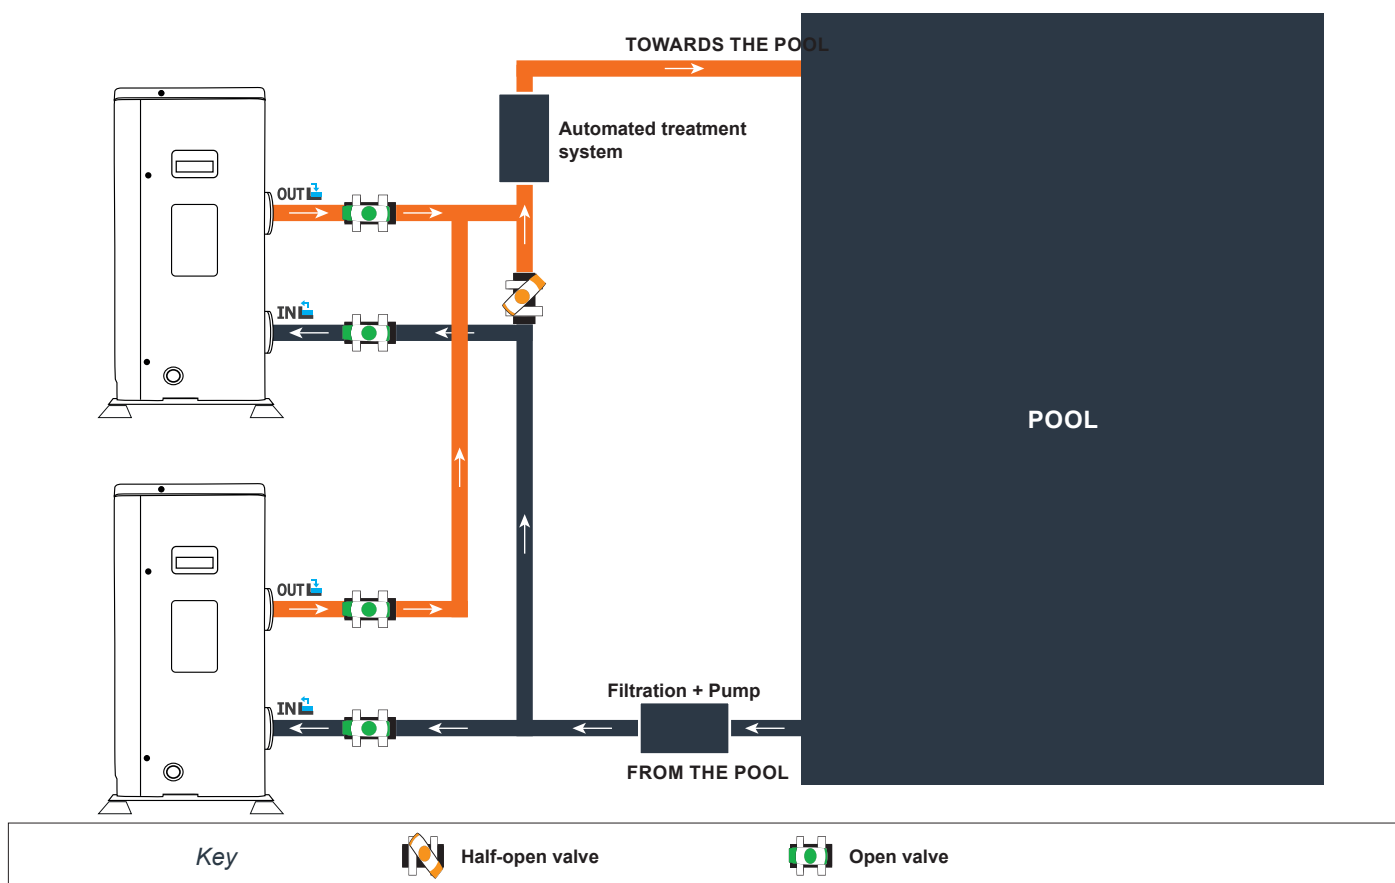 TOWARDS THE POOL
Automated treatment
system
OUT
IN
POOL
OUT
Filtration + Pump
IN
FROM THE POOL
Key
Half-open valve
Open valve